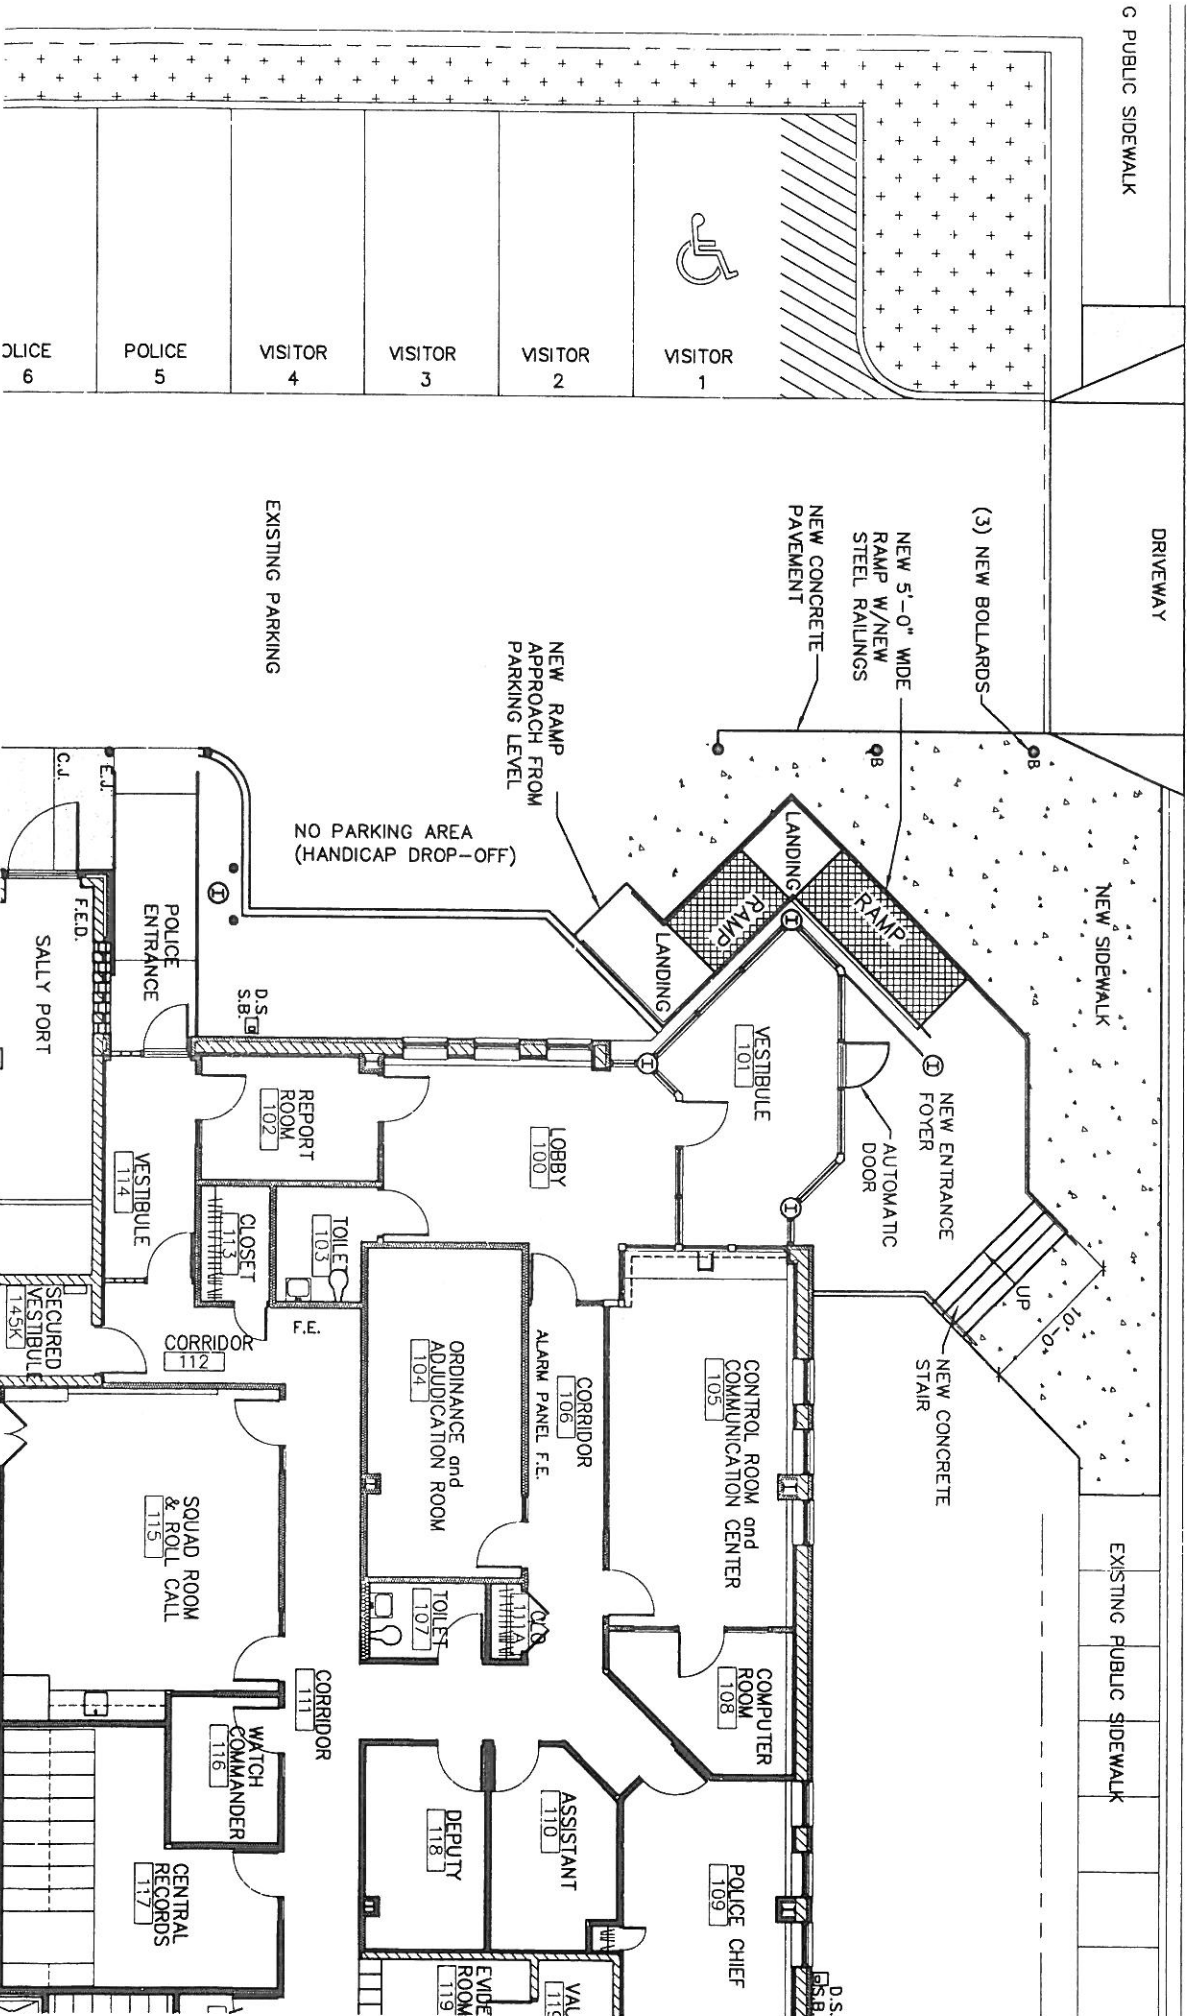 G PUBLIC SIDEWALK
DRIVEWAY
(3) NEW BOLLARDS
B
B
NEW 5'-0" WIDE
RAMP W/NEW
STEEL RAILINGS
NEW CONCRETE
PAVEMENT
NEW RAMP
APPROACH FROM
PARKING LEVEL
EXISTING PARKING
OLICE
6
POLICE
5
VISITOR
4
VISITOR
3
VISITOR
2
VISITOR
1
NO PARKING AREA
(HANDICAP DROP-OFF)
NEW SIDEWALK
LANDING
RAMP
RAMP
LANDING
NEW ENTRANCE
FOYER
AUTOMATIC
DOOR
VESTIBULE
101
UP
10'-0"
NEW CONCRETE
STAIR
EXISTING PUBLIC SIDEWALK
C.J.
E.J.
F.E.D.
SALLY PORT
POLICE
ENTRANCE
D.S.
S.B.
REPORT
ROOM
102
LOBBY
100
VESTIBULE
114
CLOSET
113
TOILET
103
F.E.
SECURED
VESTIBUL
145K
CORRIDOR
112
ORDINANCE and
ADJUDICATION ROOM
104
ALARM PANEL F.E.
CORRIDOR
106
CONTROL ROOM and
COMMUNICATION CENTER
105
SQUAD ROOM
& ROLL CALL
115
TOILET
107
CLO
111A
COMPUTER
ROOM
108
CORRIDOR
111
WATCH
COMMANDER
116
CENTRAL
RECORDS
117
DEPUTY
118
ASSISTANT
110
POLICE CHIEF
109
D.S.
S.B.
EVIDE
ROOM
119
VAU
119